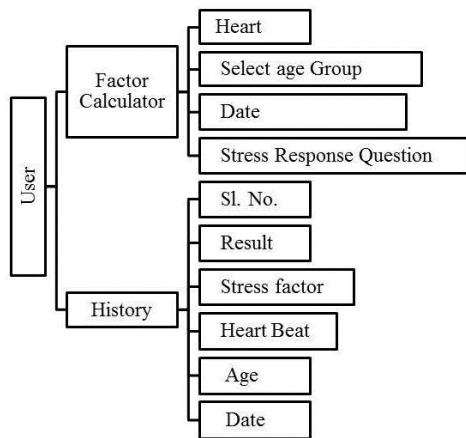 User
Factor
Calculator
Heart
Select age Group
Date
Stress Response Question
History
Sl. No.
Result
Stress factor
Heart Beat
Age
Date